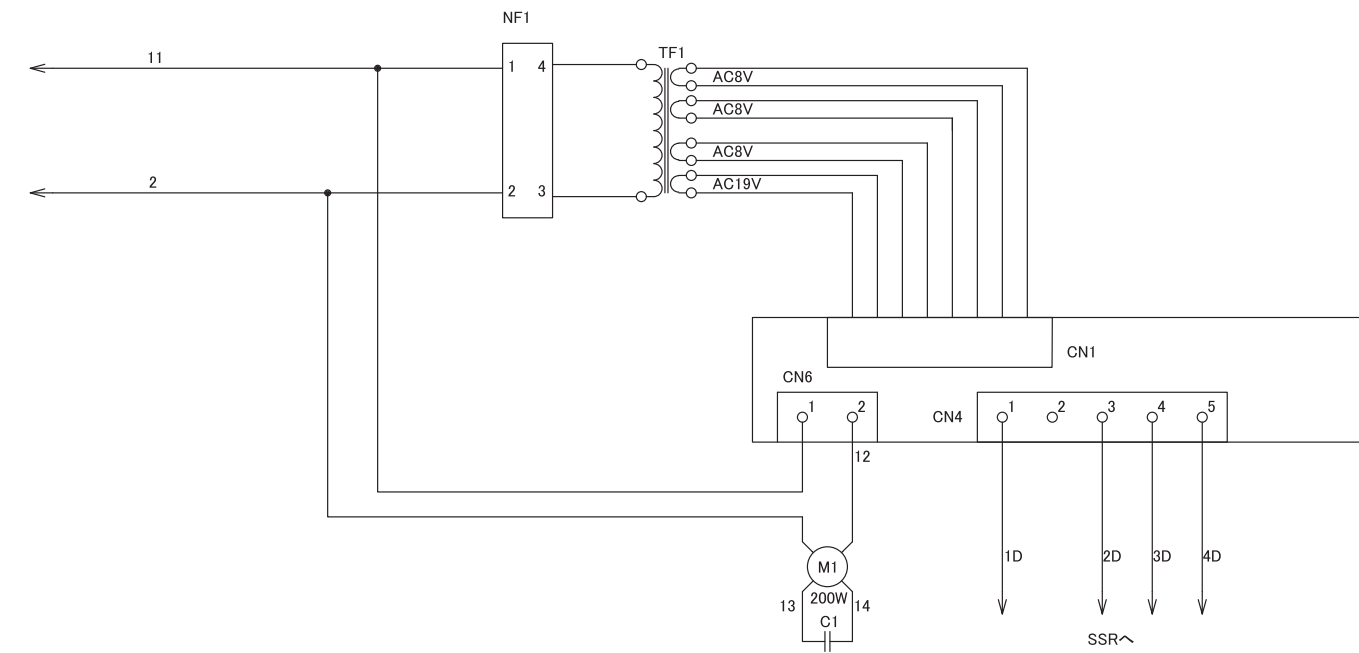 NF1
11
1 4
TF1
AC8V
AC8V
AC8V
AC19V
2
2 3
CN1
CN6
1 2
CN4
1 2 3 4 5
12
1D
2D
3D
4D
M1
200W
13
14
C1
SSRへ